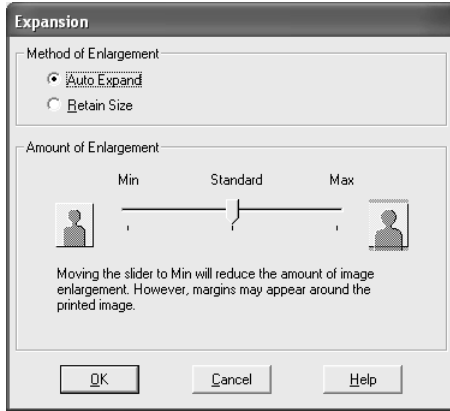 Expansion
Method of Enlargement
Auto Expand
Retain Size
Amount of Enlargement
Min Standard Max
Moving the slider to Min will reduce the amount of image
enlargement. However, margins may appear around the
printed image.
OK Cancel Help